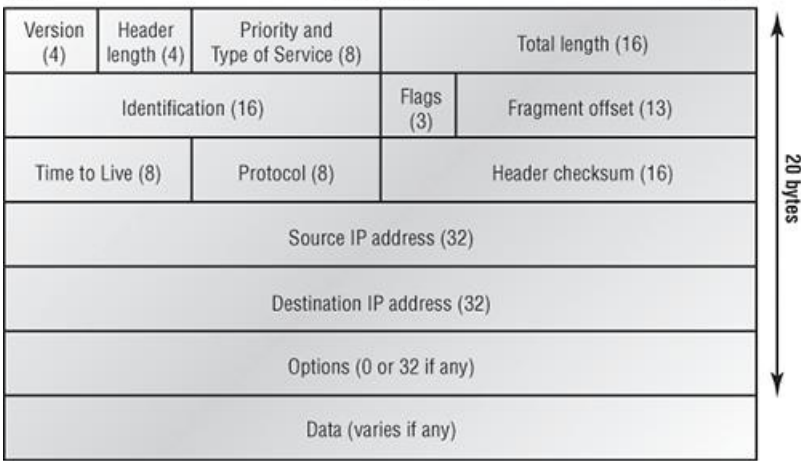 Version
(4)
Header
length (4)
Priority and
Type of Service (8)
Total length (16)
Identification (16)
Flags
(3)
Fragment offset (13)
Time to Live (8)
Protocol (8)
Header checksum (16)
Source IP address (32)
Destination IP address (32)
Options (0 or 32 if any)
Data (varies if any)
20 bytes